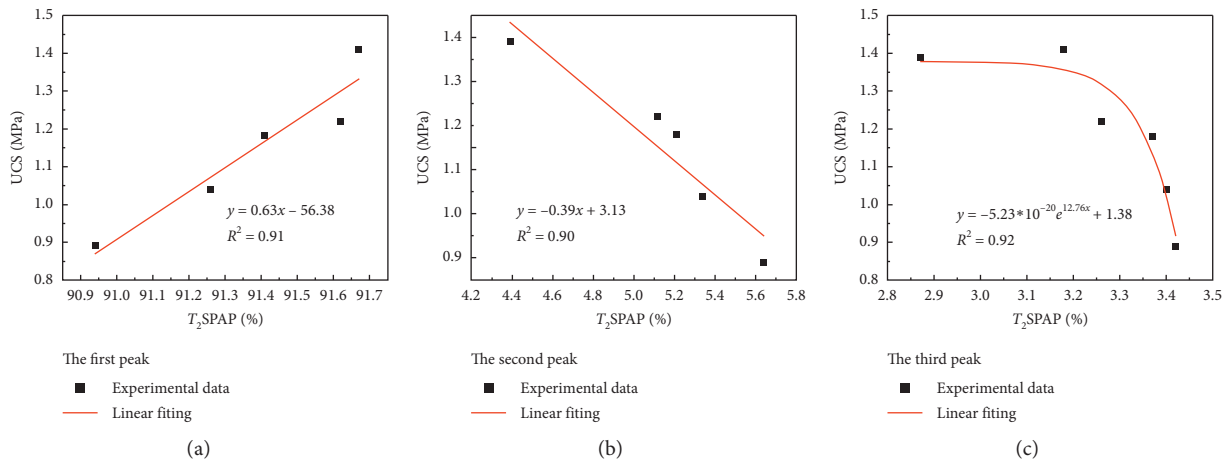 1.5
1.4
1.3
1.2
1.1
1.0
0.9
0.8
UCS (MPa)
y = 0.63x – 56.38
R² = 0.91
90.9 91.0 91.1 91.2 91.3 91.4 91.5 91.6 91.7
T₂SPAP (%)
The first peak
Experimental data
Linear fitting
(a)
1.4
1.3
1.2
1.1
1.0
0.9
UCS (MPa)
y = –0.39x + 3.13
R² = 0.90
4.2 4.4 4.6 4.8 5.0 5.2 5.4 5.6 5.8
T₂SPAP (%)
The second peak
Experimental data
Linear fitting
(b)
1.5
1.4
1.3
1.2
1.1
1.0
0.9
0.8
UCS (MPa)
y = –5.23*10⁻²⁰e¹²·⁷⁶ˣ + 1.38
R² = 0.92
2.8 2.9 3.0 3.1 3.2 3.3 3.4 3.5
T₂SPAP (%)
The third peak
Experimental data
Linear fitting
(c)